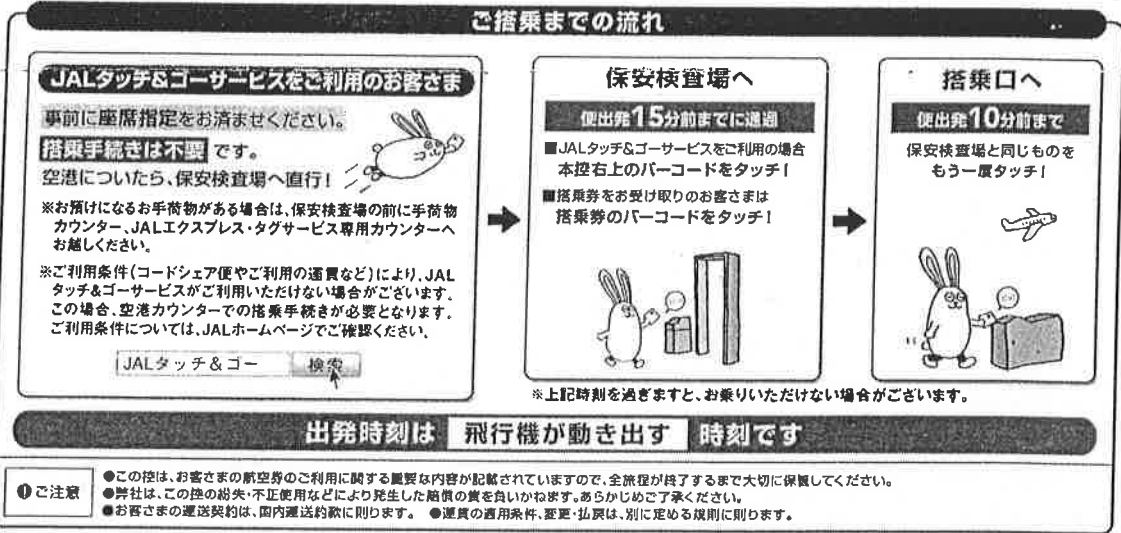 ご搭乗までの流れ
JALタッチ&ゴーサービスをご利用のお客さま
事前に座席指定をお済ませください。
搭乗手続きは不要 です。
空港についたら、保安検査場へ直行!
※お預けになるお手荷物がある場合は、保安検査場の前に手荷物
カウンター、JALエクスプレス・タグサービス専用カウンターへ
お越しください。
※ご利用条件(コードシェア便やご利用の運賃など)により、JAL
タッチ&ゴーサービスがご利用いただけない場合がございます。
この場合、空港カウンターでの搭乗手続きが必要となります。
ご利用条件については、JALホームページでご確認ください。
JALタッチ&ゴー 検索
保安検査場へ
便出発15分前までに通過
■JALタッチ&ゴーサービスをご利用の場合
本控右上のバーコードをタッチ!
■搭乗券をお受け取りのお客さまは
搭乗券のバーコードをタッチ!
搭乗口へ
便出発10分前まで
保安検査場と同じものを
もう一度タッチ!
※上記時刻を過ぎますと、お乗りいただけない場合がございます。
出発時刻は 飛行機が動き出す 時刻です
ご注意
●この控は、お客さまの航空券のご利用に関する重要な内容が記載されていますので、全旅程が終了するまで大切に保管してください。
●弊社は、この控の紛失・不正使用などにより発生した賠償の責を負いかねます。あらかじめご了承ください。
●お客さまの運送契約は、国内運送約款に則ります。 ●運賃の適用条件、変更・払戻は、別に定める規則に則ります。